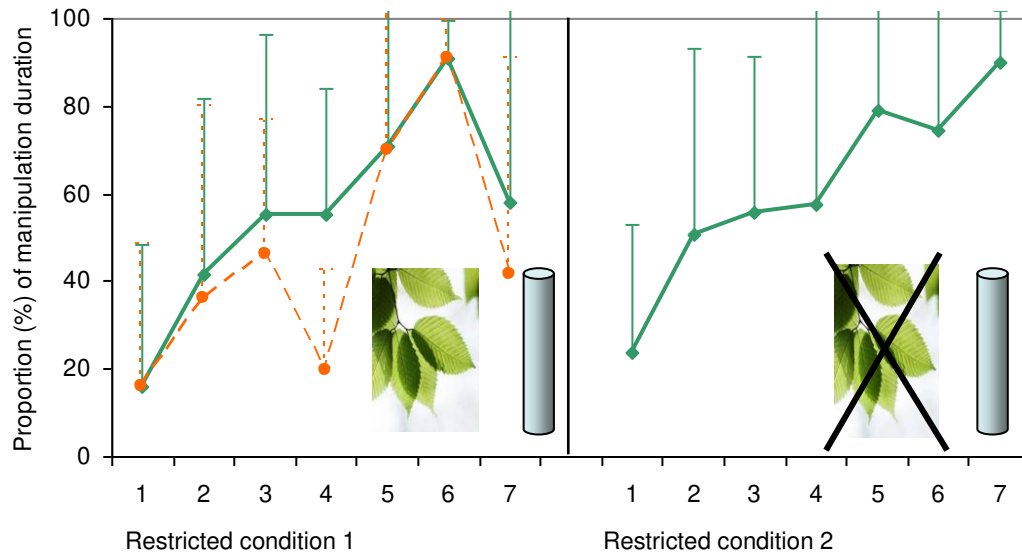 Proportion (%) of manipulation duration
100
80
60
40
20
0
1 2 3 4 5 6 7 1 2 3 4 5 6 7
Restricted condition 1 Restricted condition 2